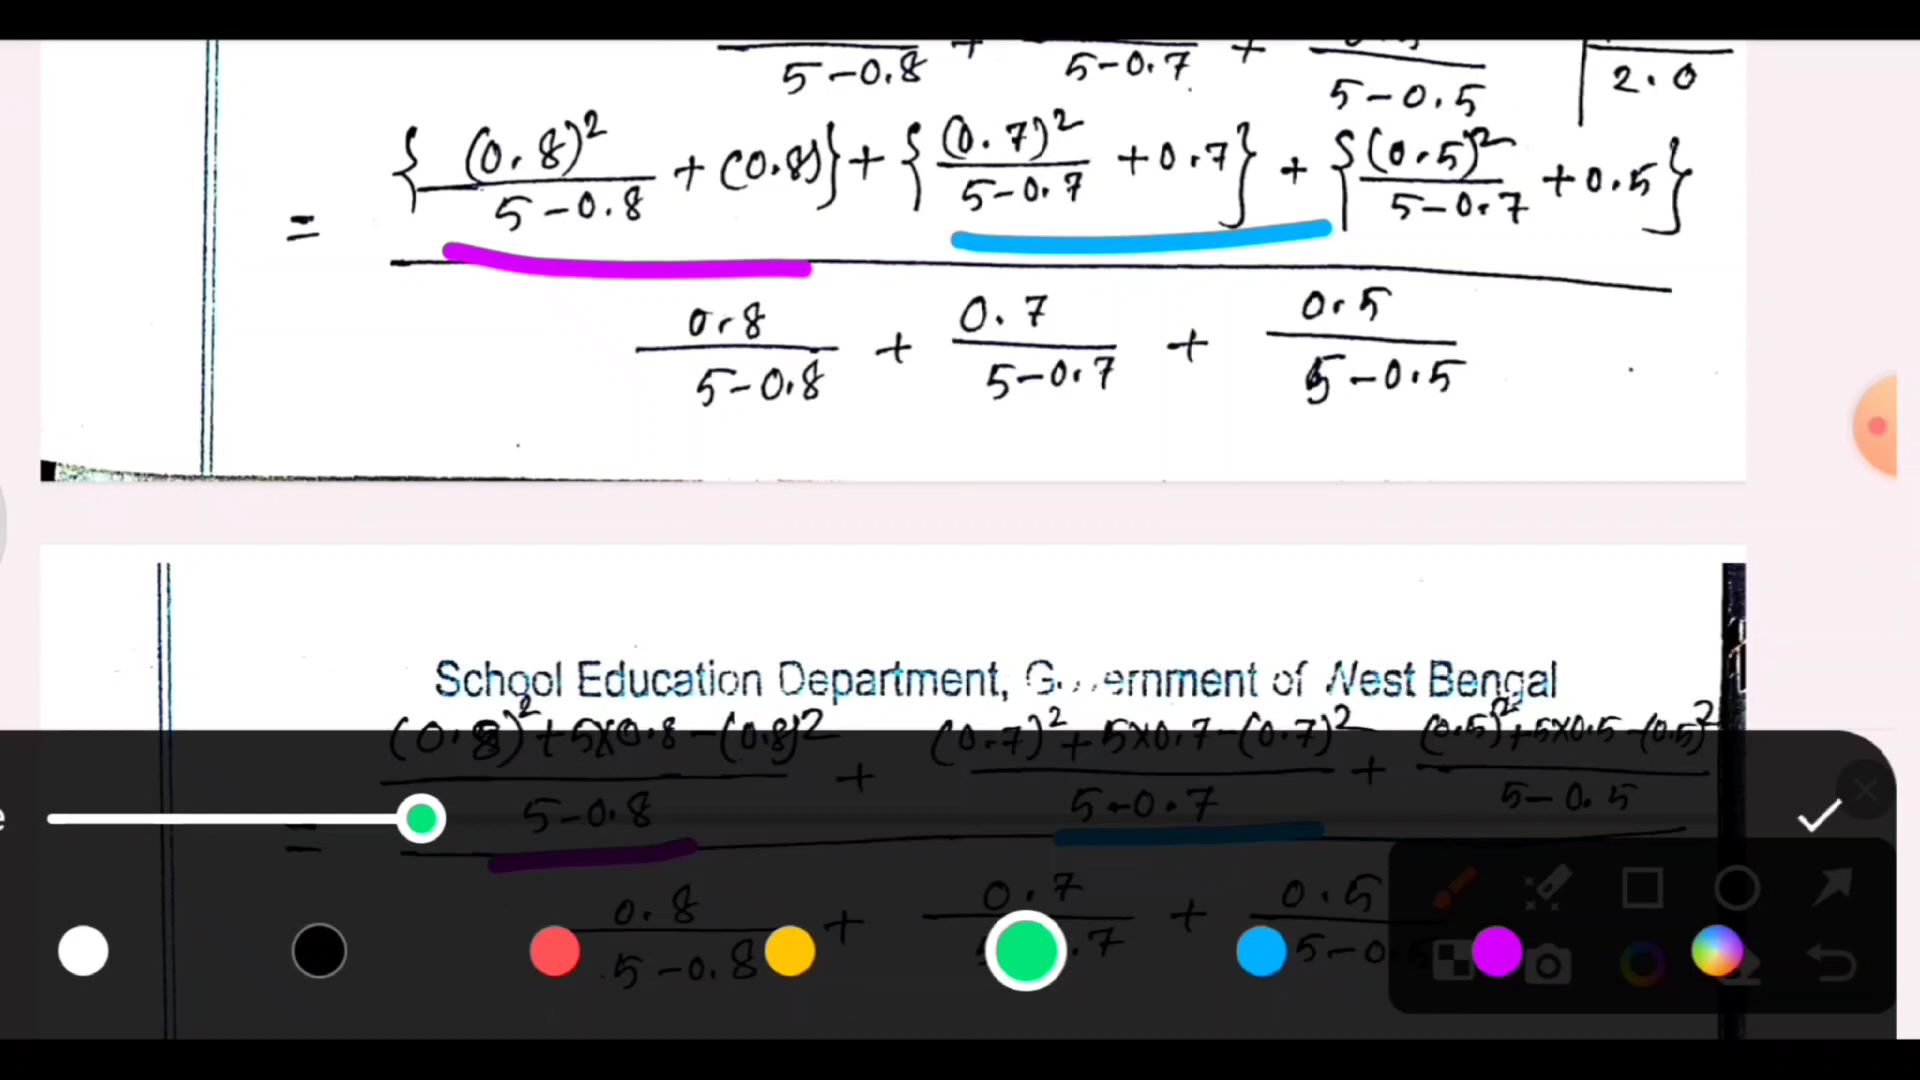 5-0.8 + 5-0.7 + 5-0.5 2.0
= {(0.8)²/5-0.8 + (0.8)} + {(0.7)²/5-0.7 + 0.7} + {(0.5)²/5-0.7 + 0.5}
0.8/5-0.8 + 0.7/5-0.7 + 0.5/5-0.5
School Education Department, G ernment of West Bengal
= (0.8)²+5×0.8-(0.8)²/5-0.8 + (0.7)²+5×0.7-(0.7)²/5-0.7 + (0.5)²+5×0.5-(0.5)²/5-0.5
0.8/5-0.8 + 0.7/ .7 + 0.5/5-0.